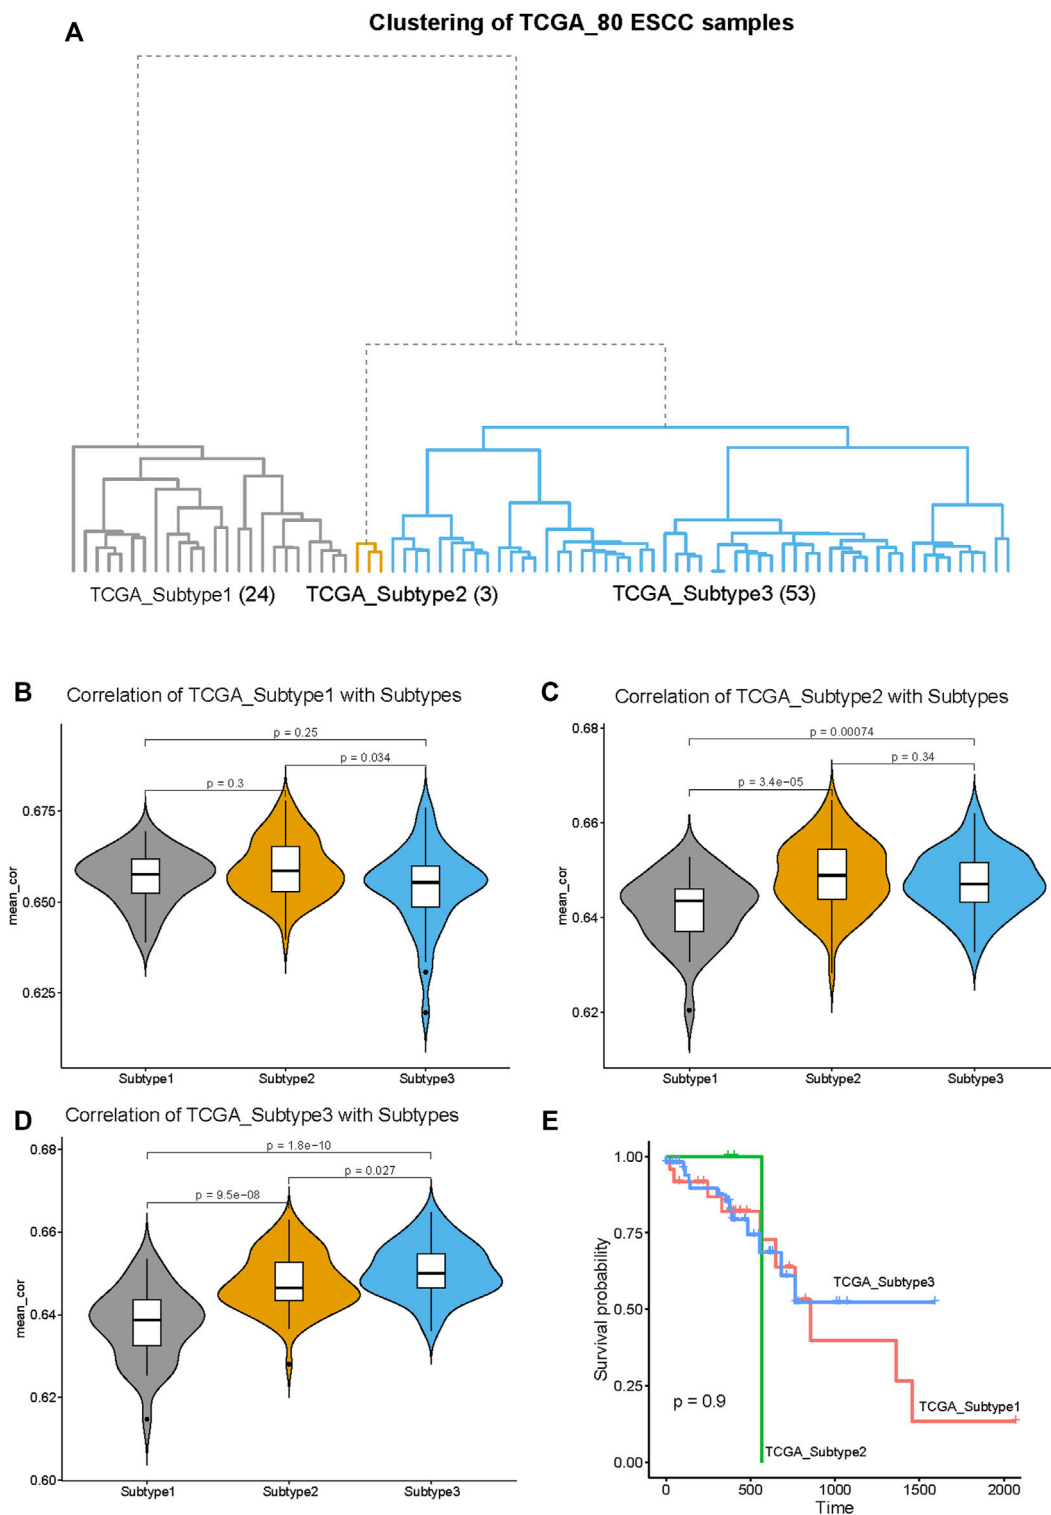 A
Clustering of TCGA_80 ESCC samples
TCGA_Subtype1 (24)
TCGA_Subtype2 (3)
TCGA_Subtype3 (53)
B
Correlation of TCGA_Subtype1 with Subtypes
p = 0.25
p = 0.034
p = 0.3
0.675
0.650
0.625
mean_cor
Subtype1
Subtype2
Subtype3
C
Correlation of TCGA_Subtype2 with Subtypes
0.68
p = 0.00074
p = 0.34
p = 3.4e−05
0.66
0.64
0.62
mean_cor
Subtype1
Subtype2
Subtype3
D
Correlation of TCGA_Subtype3 with Subtypes
0.68
p = 1.8e−10
p = 0.027
p = 9.5e−08
0.66
0.64
0.62
0.60
mean_cor
Subtype1
Subtype2
Subtype3
E
1.00
0.75
0.50
0.25
0.00
Survival probability
TCGA_Subtype3
TCGA_Subtype1
p = 0.9
TCGA_Subtype2
0
500
1000
1500
2000
Time